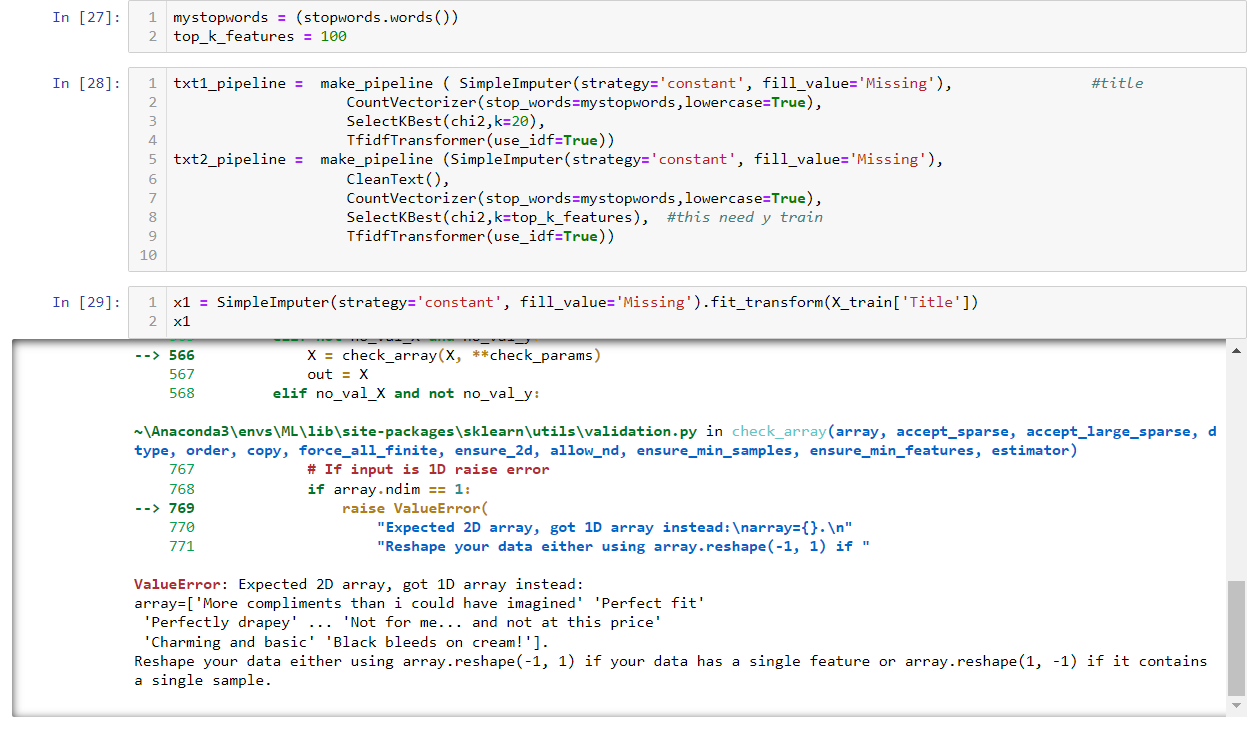 In [27]:
1 mystopwords = (stopwords.words())
2 top_k_features = 100
In [28]:
1 txt1_pipeline =  make_pipeline ( SimpleImputer(strategy='constant', fill_value='Missing'),                #title
2                     CountVectorizer(stop_words=mystopwords,lowercase=True),
3                     SelectKBest(chi2,k=20),
4                     TfidfTransformer(use_idf=True))
5 txt2_pipeline =  make_pipeline (SimpleImputer(strategy='constant', fill_value='Missing'),
6                     CleanText(),
7                     CountVectorizer(stop_words=mystopwords,lowercase=True),
8                     SelectKBest(chi2,k=top_k_features),  #this need y train
9                     TfidfTransformer(use_idf=True))
10
In [29]:
1 x1 = SimpleImputer(strategy='constant', fill_value='Missing').fit_transform(X_train['Title'])
2 x1
--> 566             X = check_array(X, **check_params)
    567             out = X
    568         elif no_val_X and not no_val_y:
~\Anaconda3\envs\ML\lib\site-packages\sklearn\utils\validation.py in check_array(array, accept_sparse, accept_large_sparse, d
type, order, copy, force_all_finite, ensure_2d, allow_nd, ensure_min_samples, ensure_min_features, estimator)
    767             # If input is 1D raise error
    768             if array.ndim == 1:
--> 769                 raise ValueError(
    770                     "Expected 2D array, got 1D array instead:\narray={}.\n"
    771                     "Reshape your data either using array.reshape(-1, 1) if "
ValueError: Expected 2D array, got 1D array instead:
array=['More compliments than i could have imagined' 'Perfect fit'
 'Perfectly drapey' ... 'Not for me... and not at this price'
 'Charming and basic' 'Black bleeds on cream!'].
Reshape your data either using array.reshape(-1, 1) if your data has a single feature or array.reshape(1, -1) if it contains
a single sample.